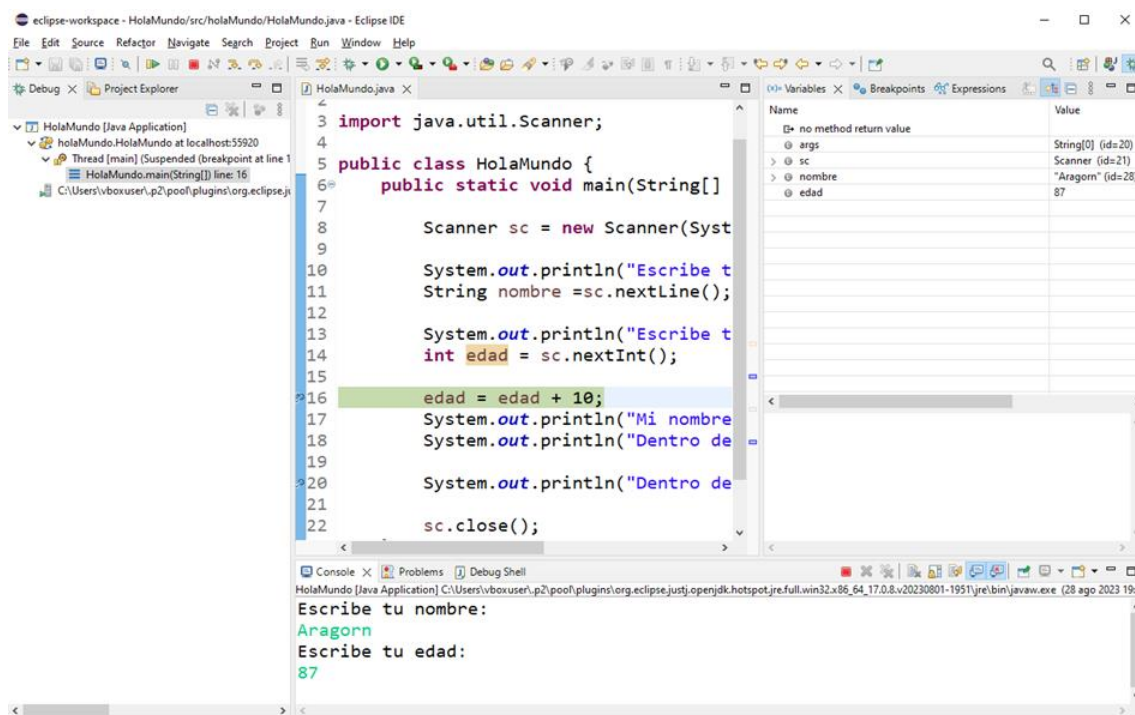 eclipse-workspace - HolaMundo/src/holaMundo/HolaMundo.java - Eclipse IDE
File Edit Source Refactor Navigate Search Project Run Window Help
Debug Project Explorer
HolaMundo [Java Application]
holaMundo.HolaMundo at localhost:55920
Thread [main] (Suspended (breakpoint at line 1
HolaMundo.main(String[]) line: 16
C:\Users\vboxuser\.p2\pool\plugins\org.eclipse.ju
HolaMundo.java
2
3 import java.util.Scanner;
4
5 public class HolaMundo {
6 public static void main(String[]
7
8 Scanner sc = new Scanner(Syst
9
10 System.out.println("Escribe t
11 String nombre =sc.nextLine();
12
13 System.out.println("Escribe t
14 int edad = sc.nextInt();
15
16 edad = edad + 10;
17 System.out.println("Mi nombre
18 System.out.println("Dentro de
19
20 System.out.println("Dentro de
21
22 sc.close();
Variables Breakpoints Expressions
Name Value
no method return value
args String[0] (id=20)
sc Scanner (id=21)
nombre "Aragorn" (id=28)
edad 87
Console Problems Debug Shell
HolaMundo [Java Application] C:\Users\vboxuser\.p2\pool\plugins\org.eclipse.justj.openjdk.hotspot.jre.full.win32.x86_64_17.0.8.v20230801-1951\jre\bin\javaw.exe (28 ago 2023 19:
Escribe tu nombre:
Aragorn
Escribe tu edad:
87